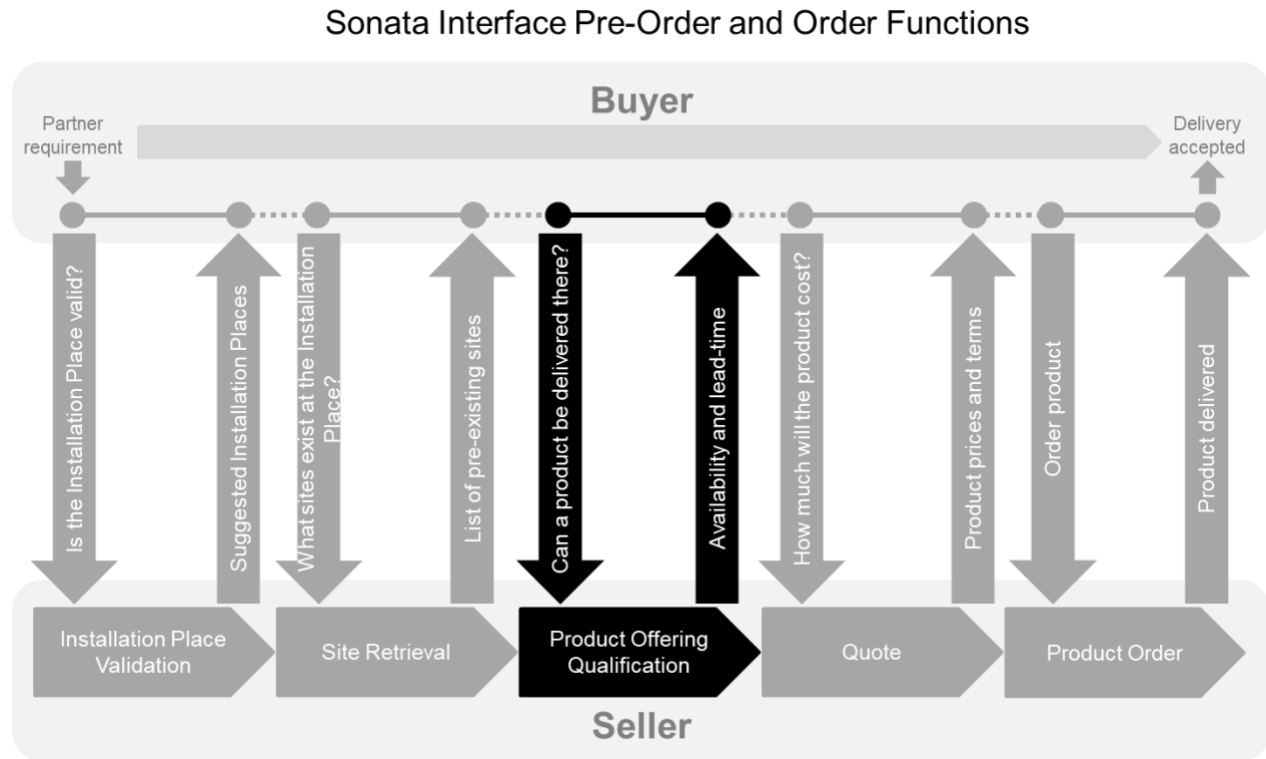 Sonata Interface Pre-Order and Order Functions
Buyer
Partner
requirement
Delivery
accepted
Is the Installation Place valid?
Suggested Installation Places
What sites exist at the Installation
Place?
List of pre-existing sites
Can a product be delivered there?
Availability and lead-time
How much will the product cost?
Product prices and terms
Order product
Product delivered
Installation Place
Validation
Site Retrieval
Product Offering
Qualification
Quote
Product Order
Seller